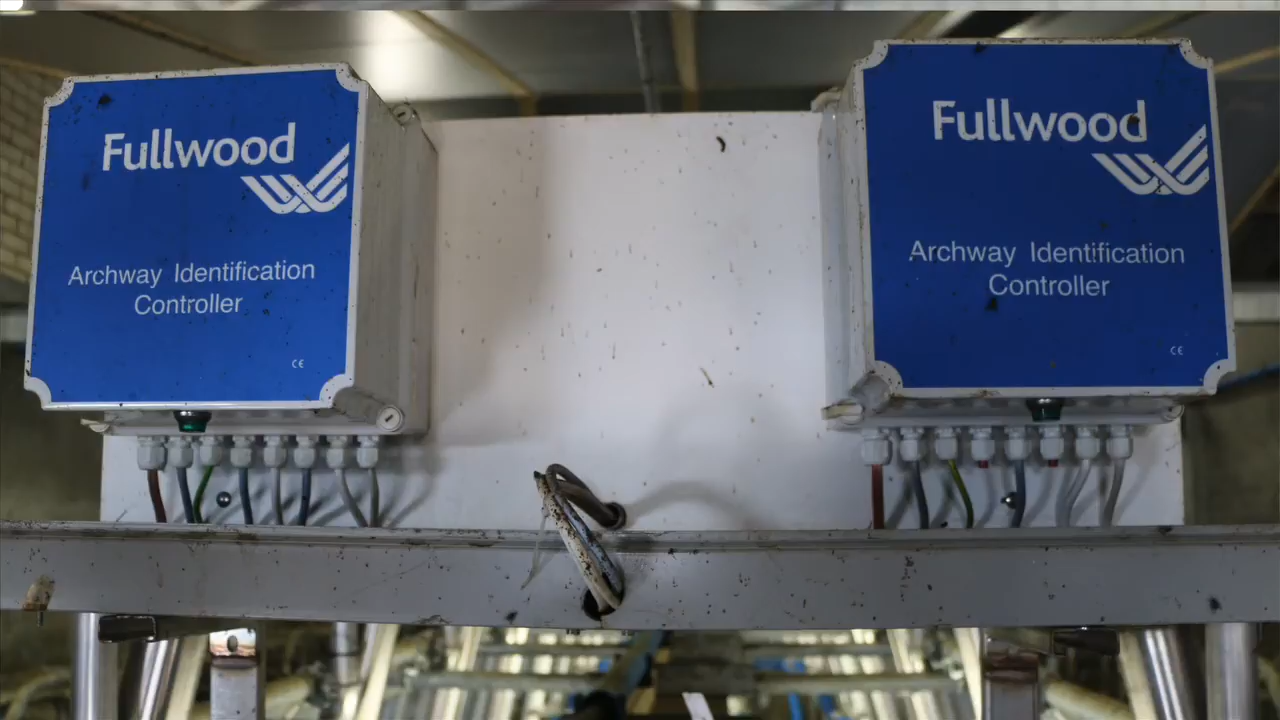 Fullwood
Archway Identification
Controller
CE
Fullwood
Archway Identification
Controller
CE